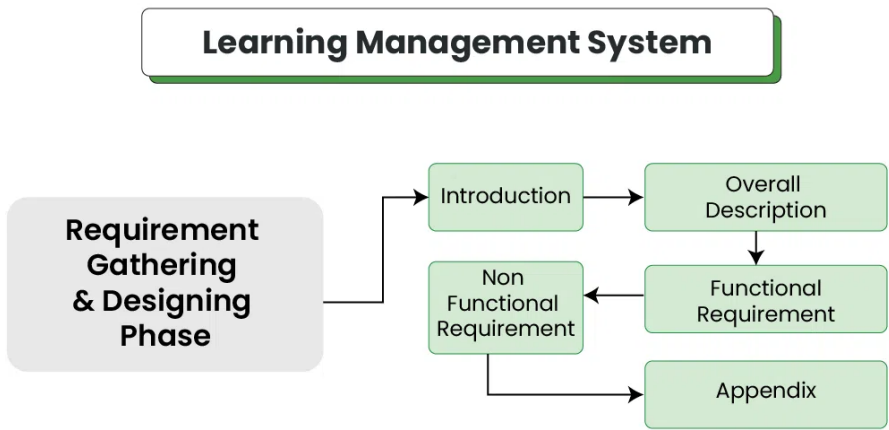 Learning Management System
Requirement
Gathering
& Designing
Phase
Introduction
Overall
Description
Functional
Requirement
Non
Functional
Requirement
Appendix